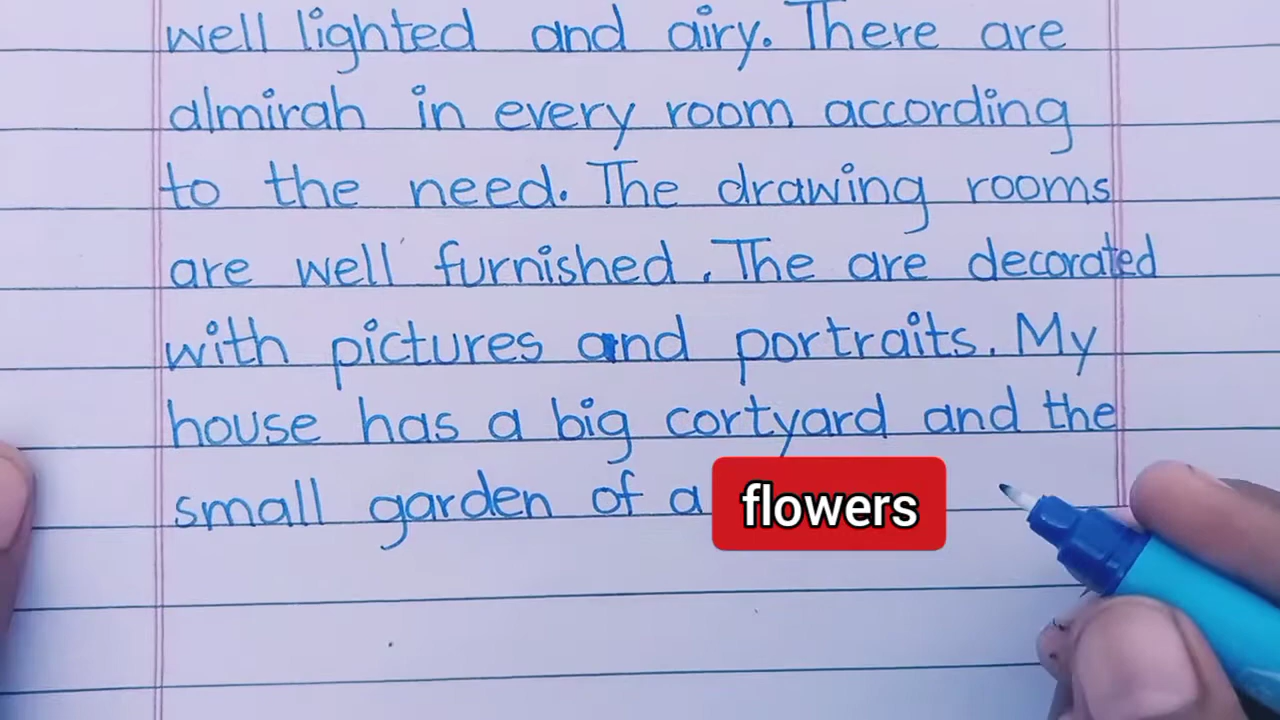 well lighted and airy. There are
almirah in every room according
to the need. The drawing rooms
are well furnished. The are decorated
with pictures and portraits. My
house has a big cortyard and the
small garden of a flowers